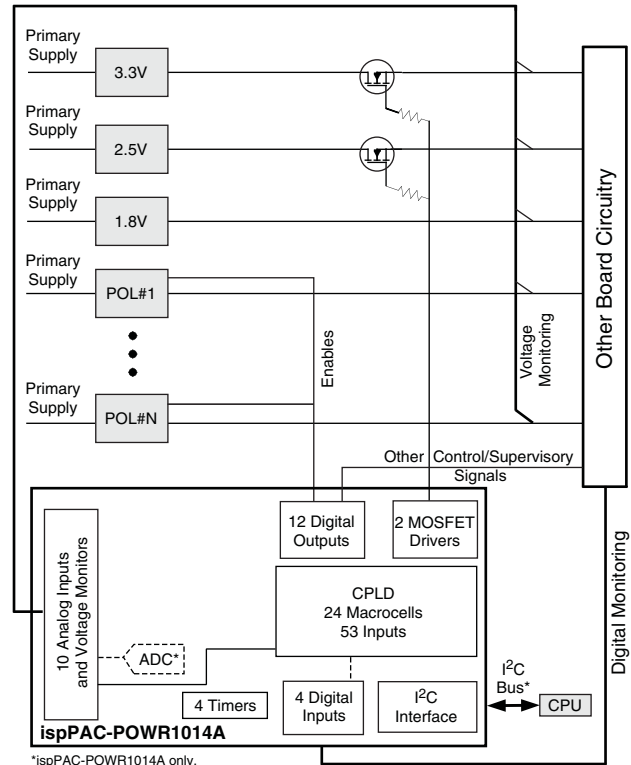 Primary
Supply
3.3V
Primary
Supply
2.5V
Primary
Supply
1.8V
Primary
Supply
POL#1
Primary
Supply
POL#N
Enables
Voltage
Monitoring
Other Board Circuitry
Other Control/Supervisory
Signals
12 Digital
Outputs
2 MOSFET
Drivers
10 Analog Inputs
and Voltage Monitors
CPLD
24 Macrocells
53 Inputs
ADC*
4 Timers
4 Digital
Inputs
I2C
Interface
I2C
Bus*
CPU
Digital Monitoring
ispPAC-POWR1014A
*ispPAC-POWR1014A only.